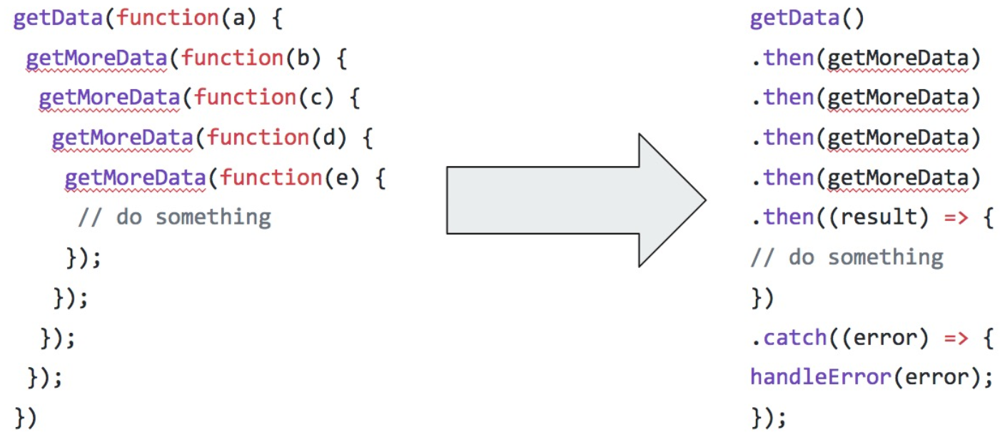 getData(function(a) {
getMoreData(function(b) {
getMoreData(function(c) {
getMoreData(function(d) {
getMoreData(function(e) {
// do something
});
});
});
});
})
getData()
.then(getMoreData)
.then(getMoreData)
.then(getMoreData)
.then(getMoreData)
.then((result) => {
// do something
})
.catch((error) => {
handleError(error);
});